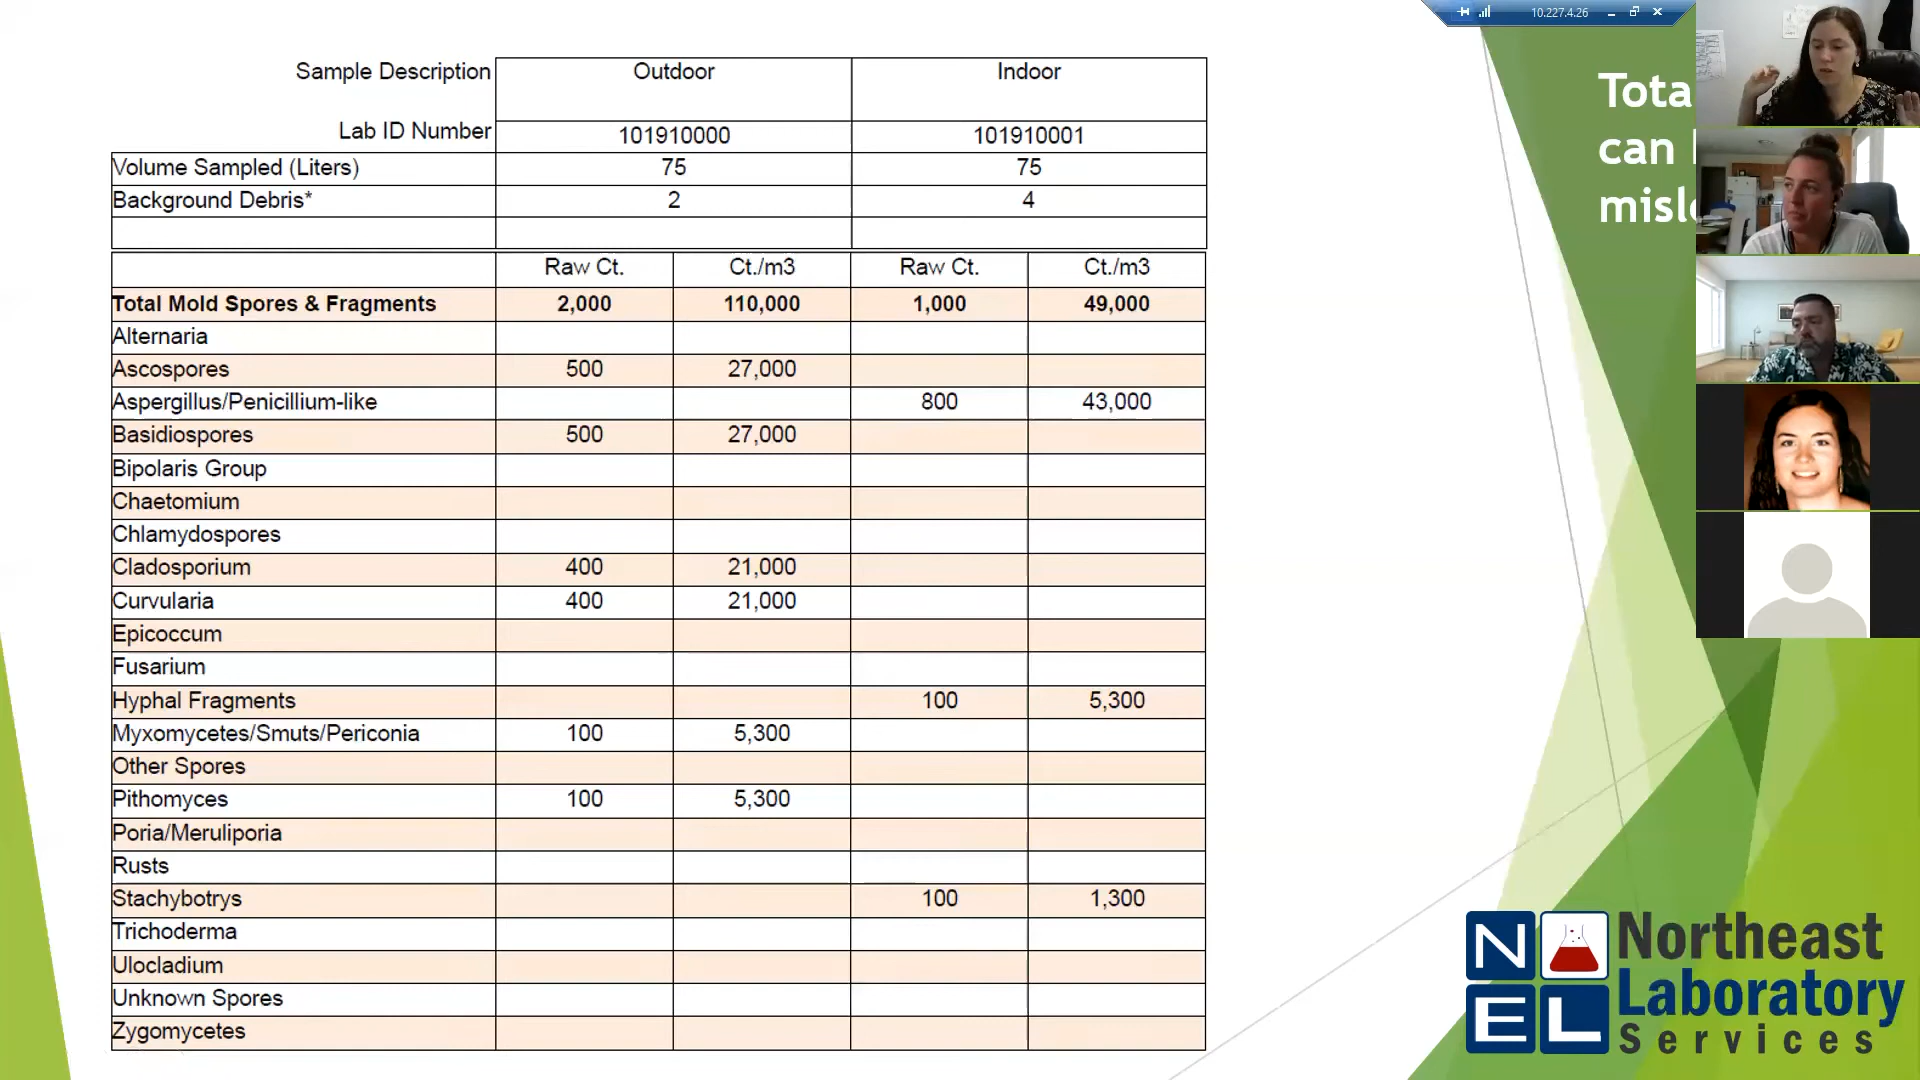 10.227.4.26
Sample Description Outdoor Indoor
Lab ID Number 101910000 101910001
Volume Sampled (Liters) 75 75
Background Debris* 2 4
Raw Ct. Ct./m3 Raw Ct. Ct./m3
Total Mold Spores & Fragments 2,000 110,000 1,000 49,000
Alternaria
Ascospores 500 27,000
Aspergillus/Penicillium-like 800 43,000
Basidiospores 500 27,000
Bipolaris Group
Chaetomium
Chlamydospores
Cladosporium 400 21,000
Curvularia 400 21,000
Epicoccum
Fusarium
Hyphal Fragments 100 5,300
Myxomycetes/Smuts/Periconia 100 5,300
Other Spores
Pithomyces 100 5,300
Poria/Meruliporia
Rusts
Stachybotrys 100 1,300
Trichoderma
Ulocladium
Unknown Spores
Zygomycetes
Tota
can
misl
N
EL
Northeast
Laboratory
Services